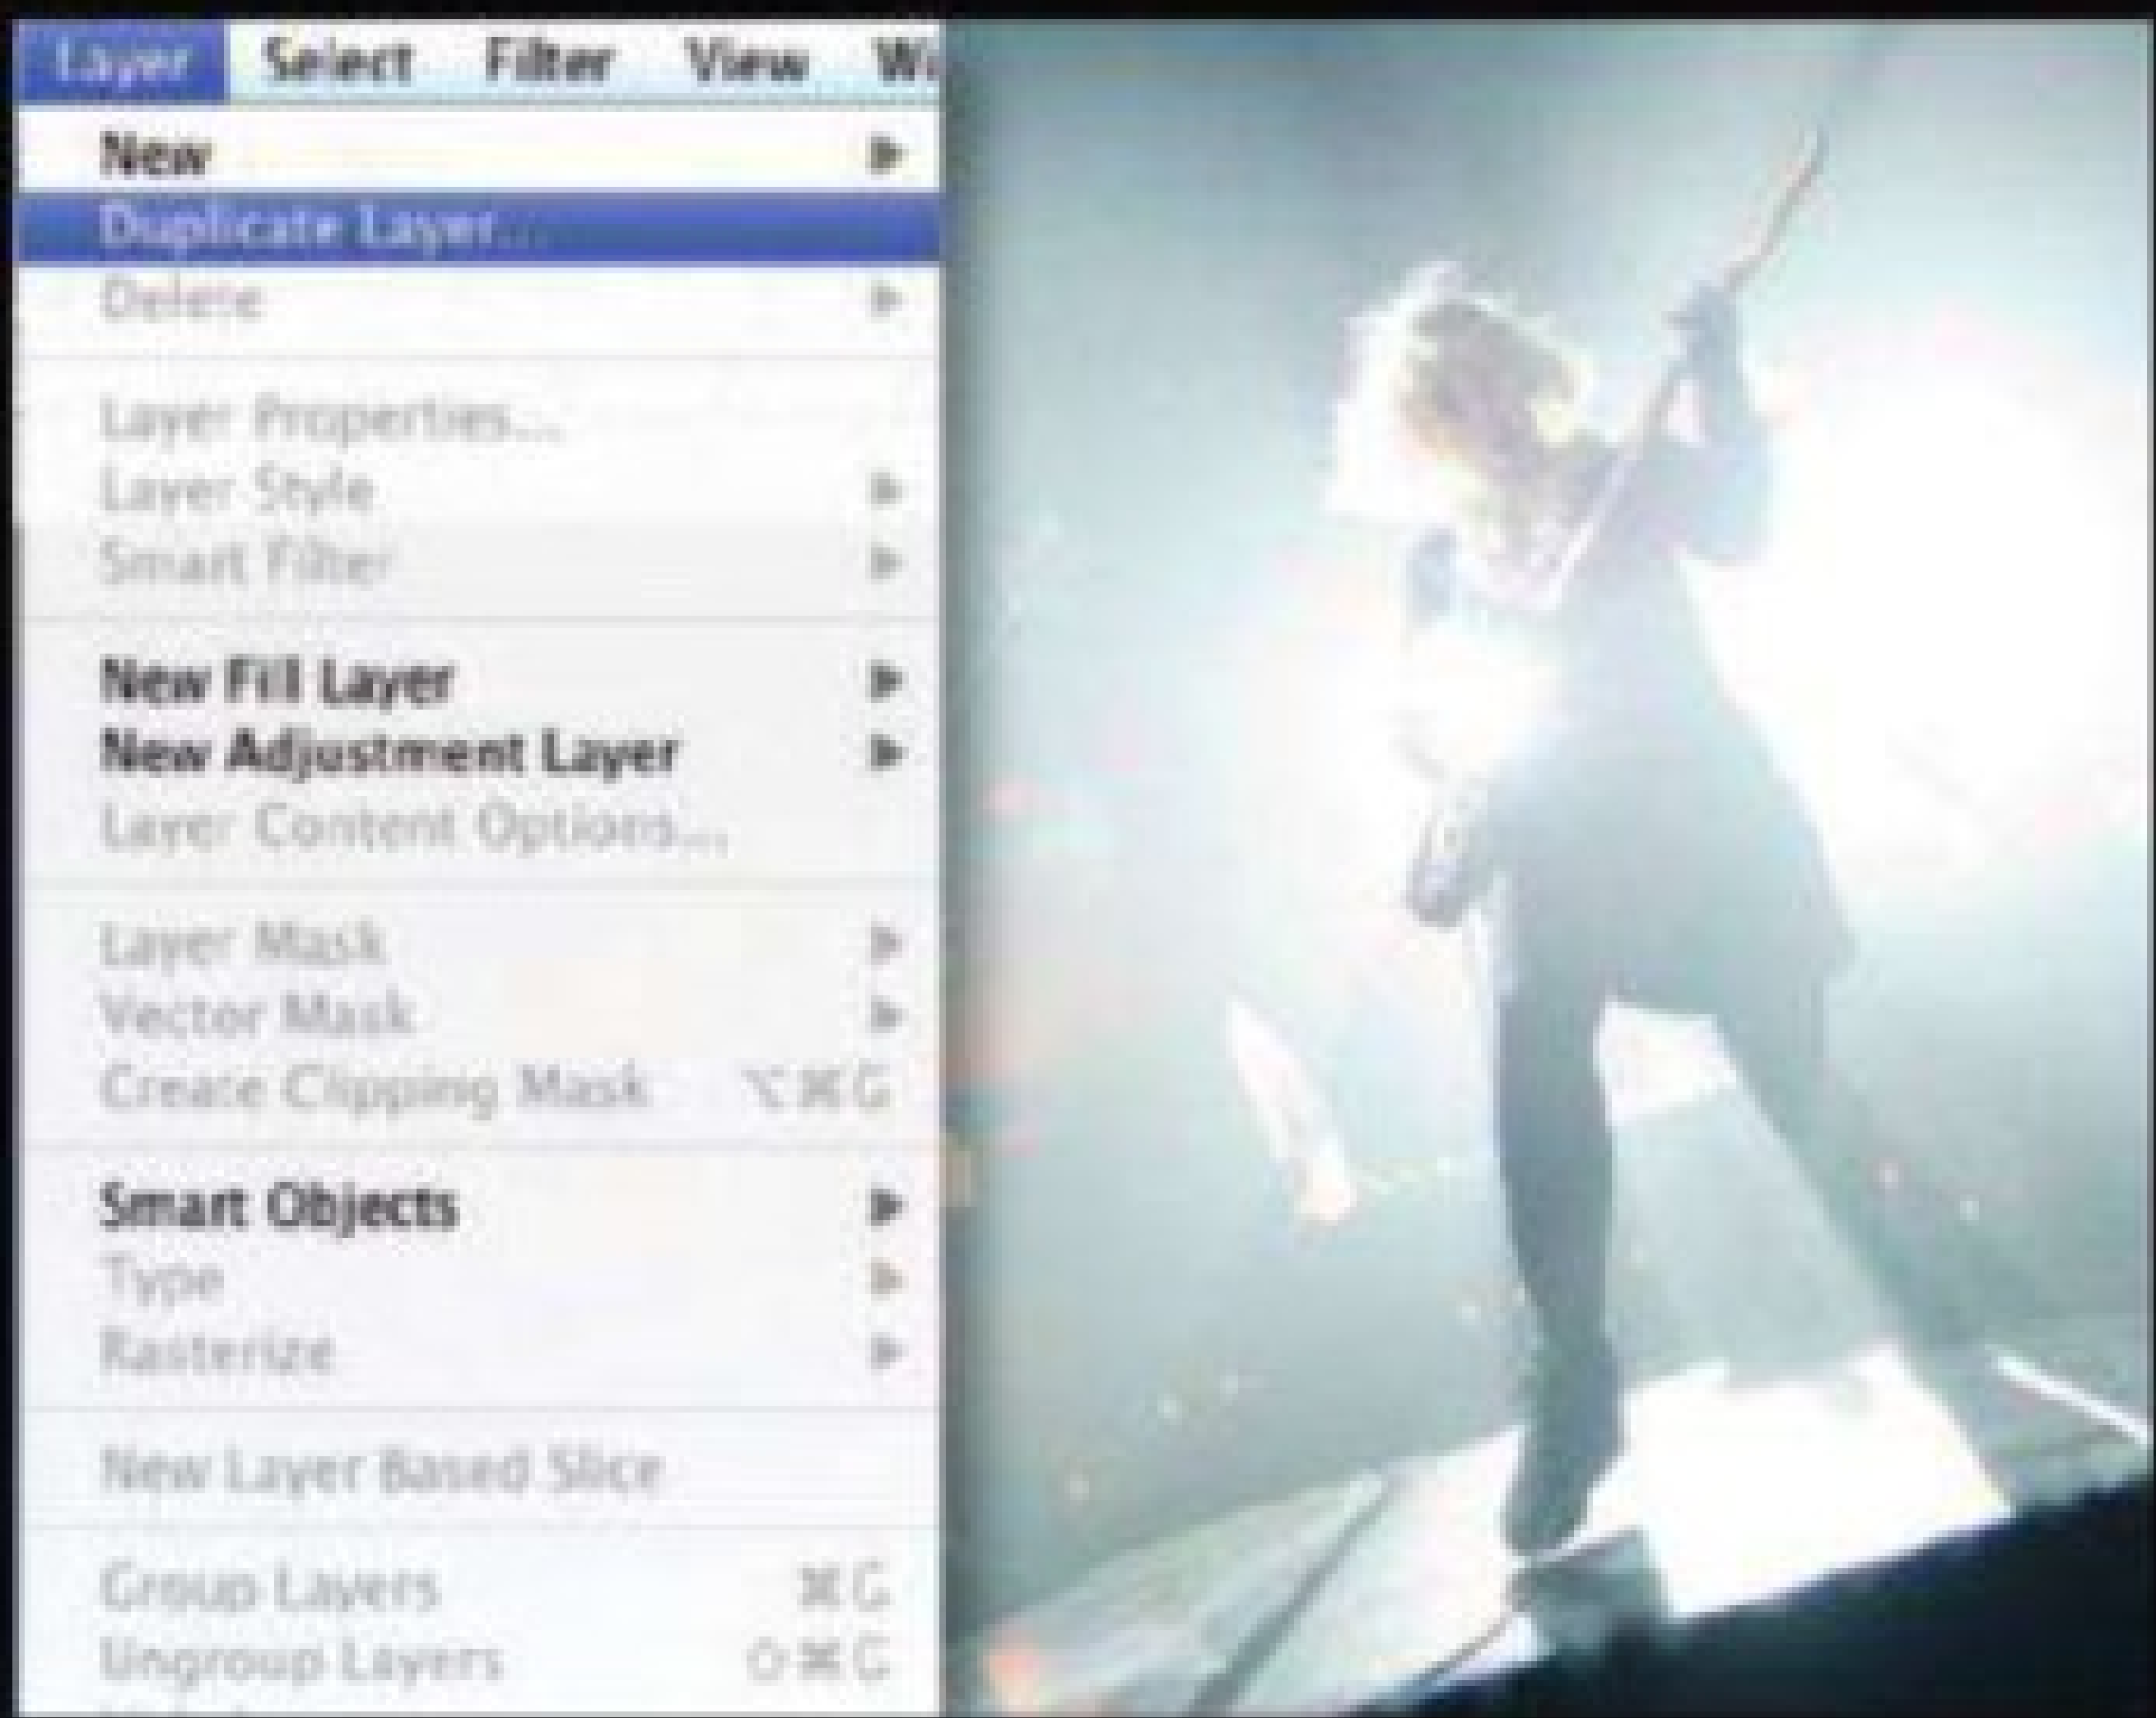 Layer Select Filter View Wi
New
Duplicate Layer...
Delete
Layer Properties...
Layer Style
Smart Filter
New Fill Layer
New Adjustment Layer
Layer Content Options...
Layer Mask
Vector Mask
Create Clipping Mask ⌥⌘G
Smart Objects
Type
Rasterize
New Layer Based Slice
Group Layers ⌘G
Ungroup Layers ⇧⌘G